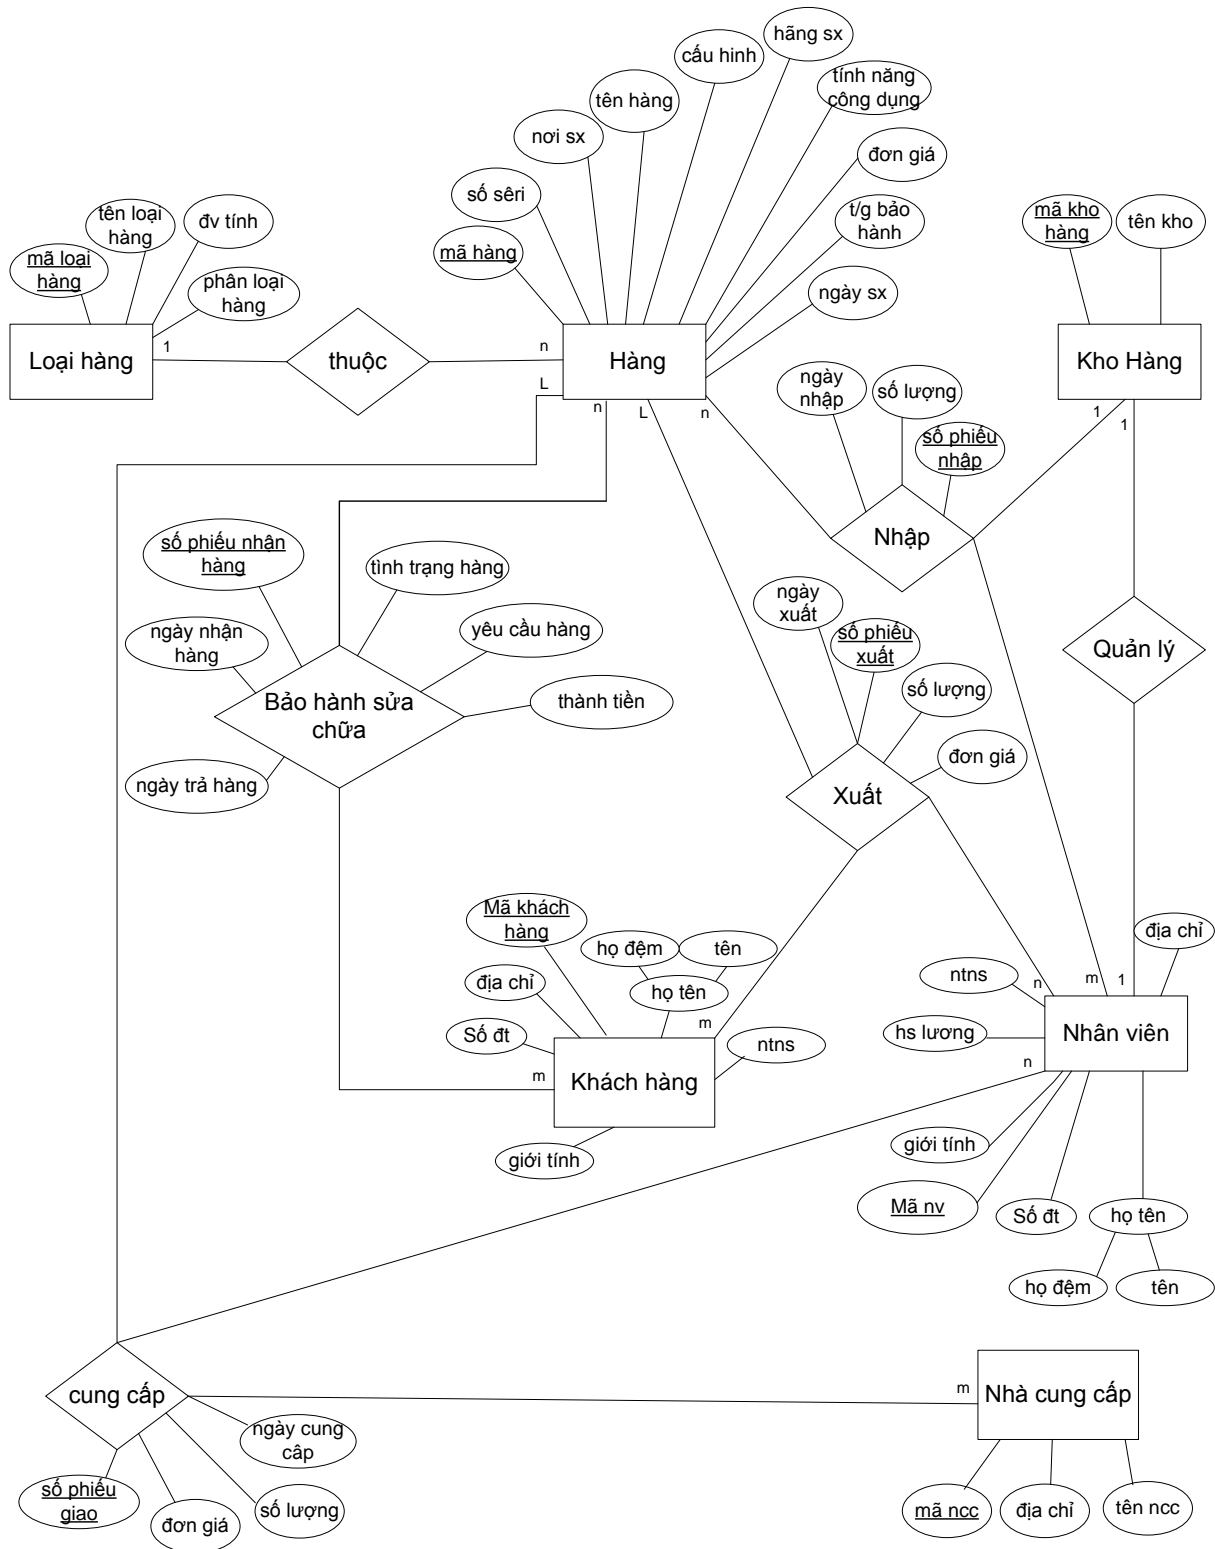 hãng sx
cấu hinh
tính năng
công dụng
tên hàng
nơi sx
đơn giá
số sêri
tên loại
hàng
đv tính
t/g bảo
hành
mã kho
hàng
tên kho
mã hàng
mã loại
hàng
phân loại
hàng
ngày sx
Loại hàng
1
thuộc
n
Hàng
Kho Hàng
L
n
L
n
1
1
ngày
nhập
số lượng
số phiếu
nhập
Nhập
số phiếu nhận
hàng
tình trạng hàng
ngày
xuất
ngày nhận
hàng
yêu cầu hàng
số phiếu
xuất
Quản lý
Bảo hành sửa
chữa
thành tiền
số lượng
ngày trả hàng
đơn giá
Xuất
Mã khách
hàng
họ đệm
tên
địa chỉ
địa chỉ
họ tên
ntns
n
m
1
Số đt
m
hs lương
Nhân viên
ntns
m
Khách hàng
n
giới tính
giới tính
Mã nv
Số đt
họ tên
họ đệm
tên
cung cấp
m
Nhà cung cấp
ngày cung
câp
số phiếu
giao
đơn giá
số lượng
mã ncc
địa chỉ
tên ncc